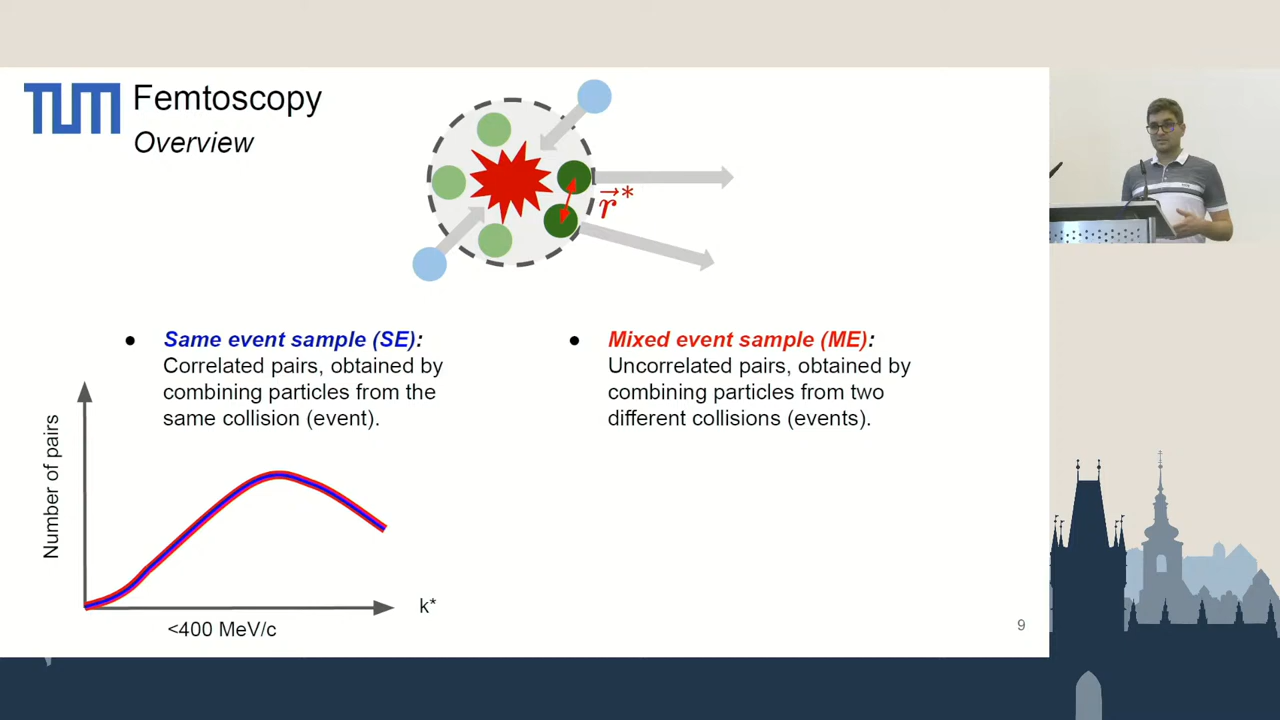 TUM
Femtoscopy
Overview
r⃗*
Same event sample (SE):
Correlated pairs, obtained by
combining particles from the
same collision (event).
Mixed event sample (ME):
Uncorrelated pairs, obtained by
combining particles from two
different collisions (events).
Number of pairs
k*
<400 MeV/c
9